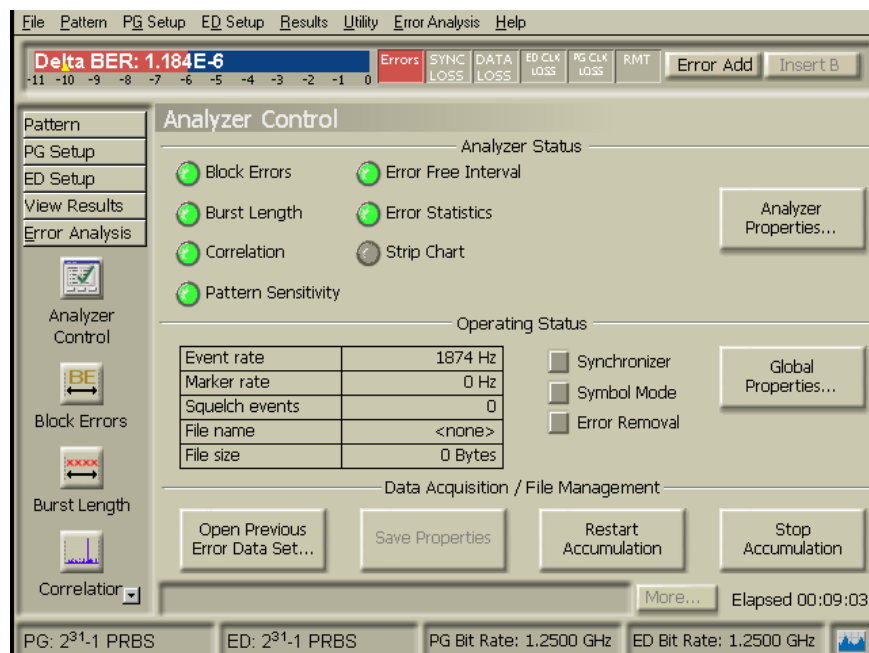 File Pattern PG Setup ED Setup Results Utility Error Analysis Help
Delta BER: 1.184E-6
-11 -10 -9 -8 -7 -6 -5 -4 -3 -2 -1 0
Errors
SYNC LOSS
DATA LOSS
ED CLK LOSS
PG CLK LOSS
RMT
Error Add
Insert B
Pattern
PG Setup
ED Setup
View Results
Error Analysis
Analyzer Control
Block Errors
BE
Burst Length
xxxx
Correlation
Analyzer Control
Analyzer Status
Block Errors
Error Free Interval
Burst Length
Error Statistics
Correlation
Strip Chart
Pattern Sensitivity
Analyzer Properties...
Operating Status
Event rate 1874 Hz
Marker rate 0 Hz
Squelch events 0
File name <none>
File size 0 Bytes
Synchronizer
Symbol Mode
Error Removal
Global Properties...
Data Acquisition / File Management
Open Previous Error Data Set...
Save Properties
Restart Accumulation
Stop Accumulation
More...
Elapsed 00:09:03
PG: 2³¹-1 PRBS
ED: 2³¹-1 PRBS
PG Bit Rate: 1.2500 GHz
ED Bit Rate: 1.2500 GHz